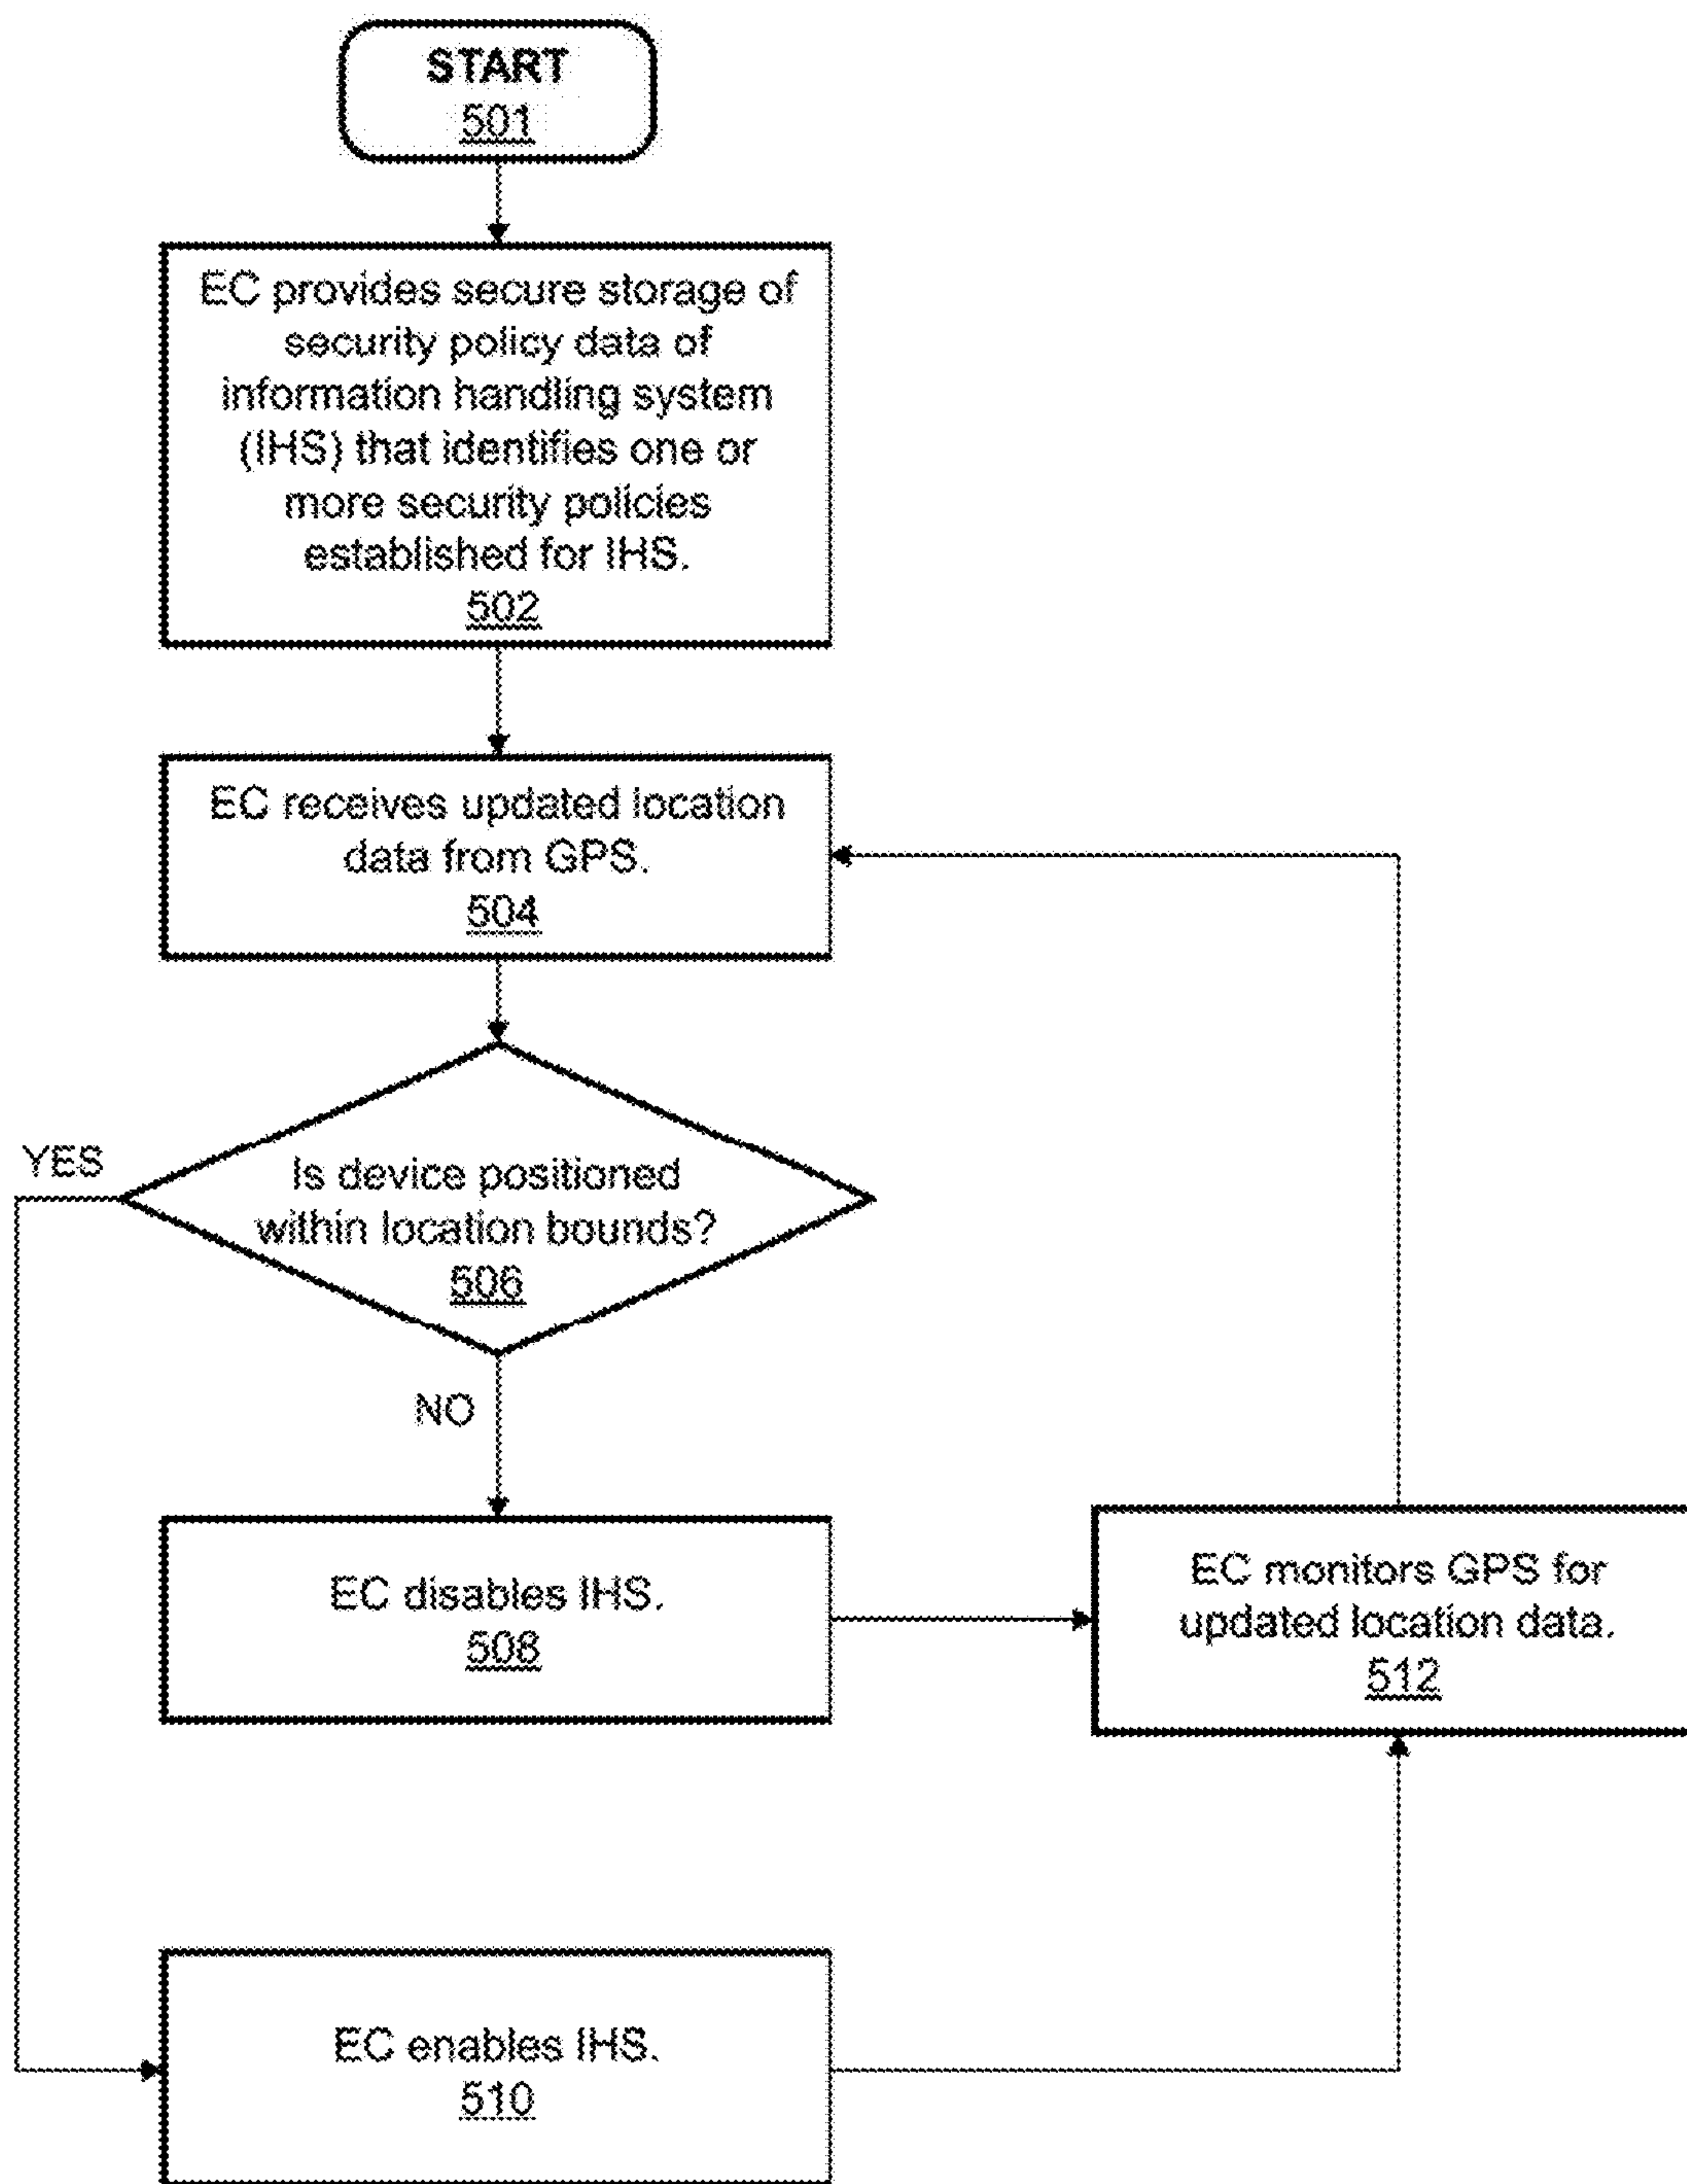 START
501
EC provides secure storage of
security policy data of
information handling system
(IHS) that identifies one or
more security policies
established for IHS.
502
EC receives updated location
data from GPS.
504
YES
Is device positioned
within location bounds?
506
NO
EC disables IHS.
508
EC monitors GPS for
updated location data.
512
EC enables IHS.
510